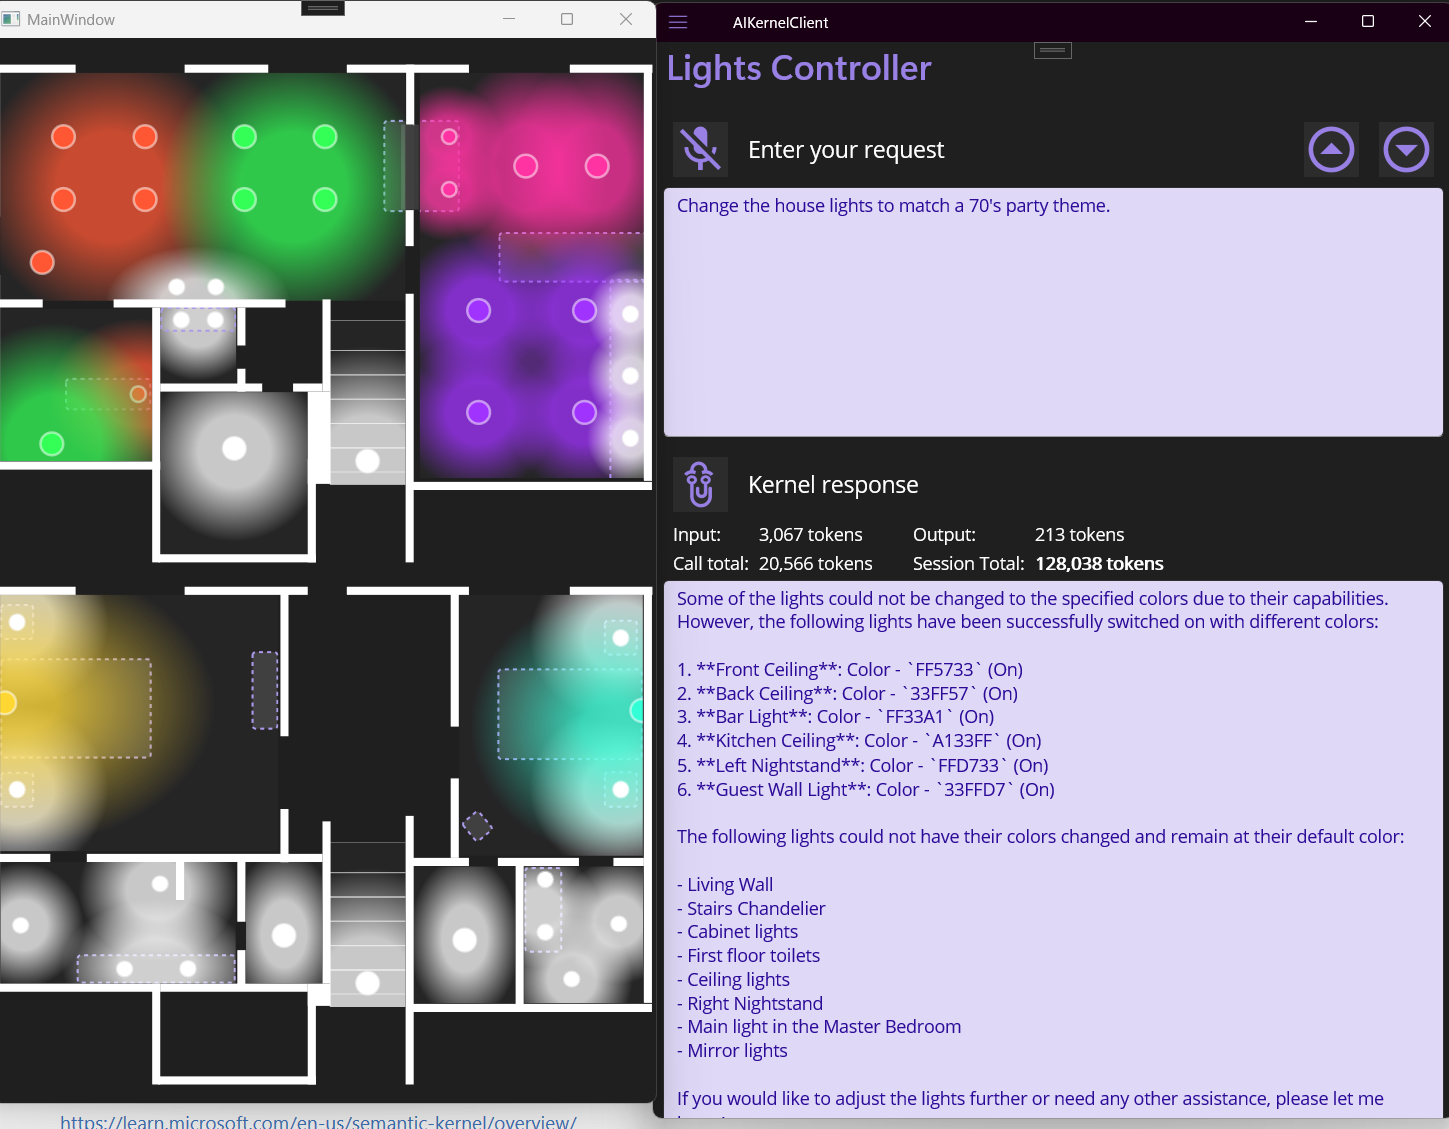 MainWindow
AIKernelClient
Lights Controller
Enter your request
Change the house lights to match a 70's party theme.
Kernel response
Input: 3,067 tokens Output: 213 tokens
Call total: 20,566 tokens Session Total: 128,038 tokens
Some of the lights could not be changed to the specified colors due to their capabilities.
However, the following lights have been successfully switched on with different colors:
1. **Front Ceiling**: Color - `FF5733` (On)
2. **Back Ceiling**: Color - `33FF57` (On)
3. **Bar Light**: Color - `FF33A1` (On)
4. **Kitchen Ceiling**: Color - `A133FF` (On)
5. **Left Nightstand**: Color - `FFD733` (On)
6. **Guest Wall Light**: Color - `33FFD7` (On)
The following lights could not have their colors changed and remain at their default color:
- Living Wall
- Stairs Chandelier
- Cabinet lights
- First floor toilets
- Ceiling lights
- Right Nightstand
- Main light in the Master Bedroom
- Mirror lights
If you would like to adjust the lights further or need any other assistance, please let me
https://learn.microsoft.com/en-us/semantic-kernel/overview/